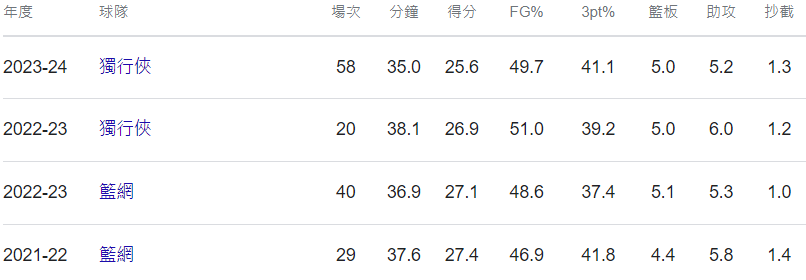 年度 球隊 場次 分鐘 得分 FG% 3pt% 籃板 助攻 抄截
2023-24 獨行俠 58 35.0 25.6 49.7 41.1 5.0 5.2 1.3
2022-23 獨行俠 20 38.1 26.9 51.0 39.2 5.0 6.0 1.2
2022-23 籃網 40 36.9 27.1 48.6 37.4 5.1 5.3 1.0
2021-22 籃網 29 37.6 27.4 46.9 41.8 4.4 5.8 1.4